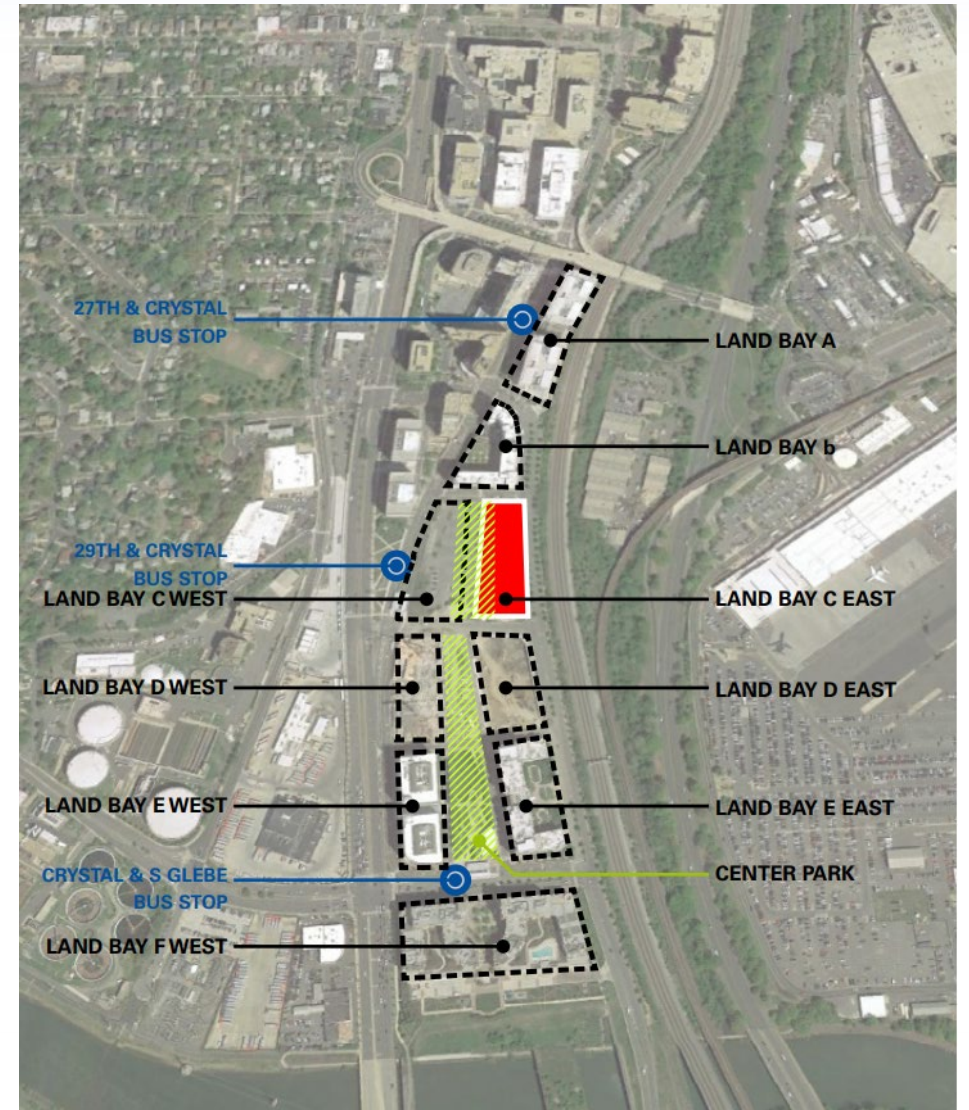 27TH & CRYSTAL
BUS STOP
LAND BAY A
LAND BAY b
29TH & CRYSTAL
BUS STOP
LAND BAY C WEST
LAND BAY C EAST
LAND BAY D WEST
LAND BAY D EAST
LAND BAY E WEST
LAND BAY E EAST
CENTER PARK
CRYSTAL & S GLEBE
BUS STOP
LAND BAY F WEST